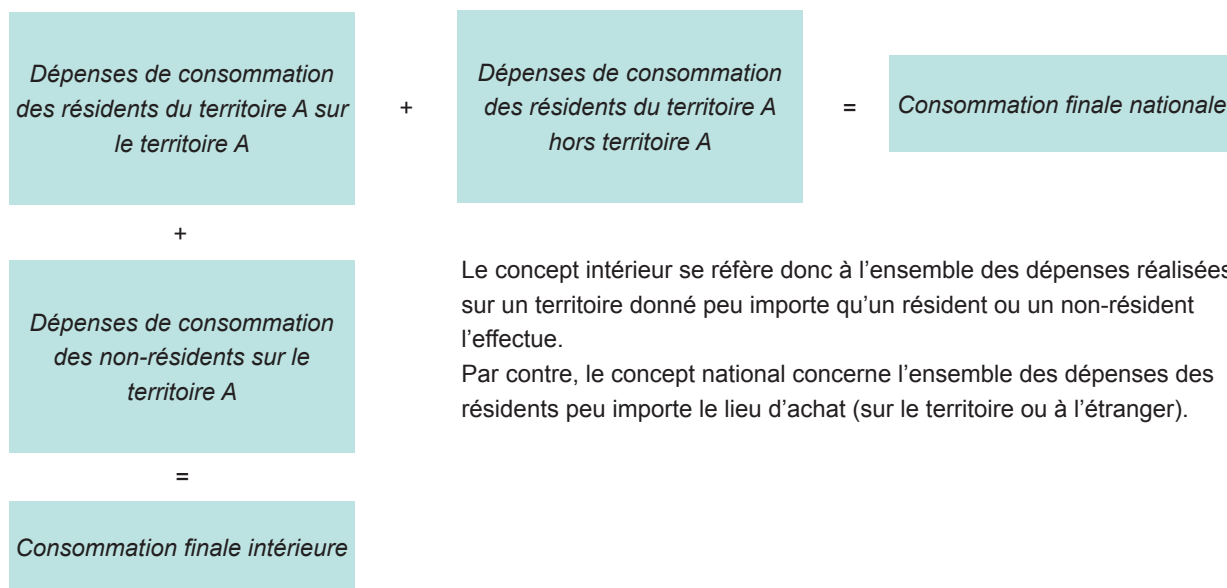 Dépenses de consommation
des résidents du territoire A sur
le territoire A
+
Dépenses de consommation
des résidents du territoire A
hors territoire A
=
Consommation finale nationale
+
Dépenses de consommation
des non-résidents sur le
territoire A
=
Consommation finale intérieure
Le concept intérieur se réfère donc à l’ensemble des dépenses réalisées
sur un territoire donné peu importe qu’un résident ou un non-résident
l’effectue.
Par contre, le concept national concerne l’ensemble des dépenses des
résidents peu importe le lieu d’achat (sur le territoire ou à l’étranger).